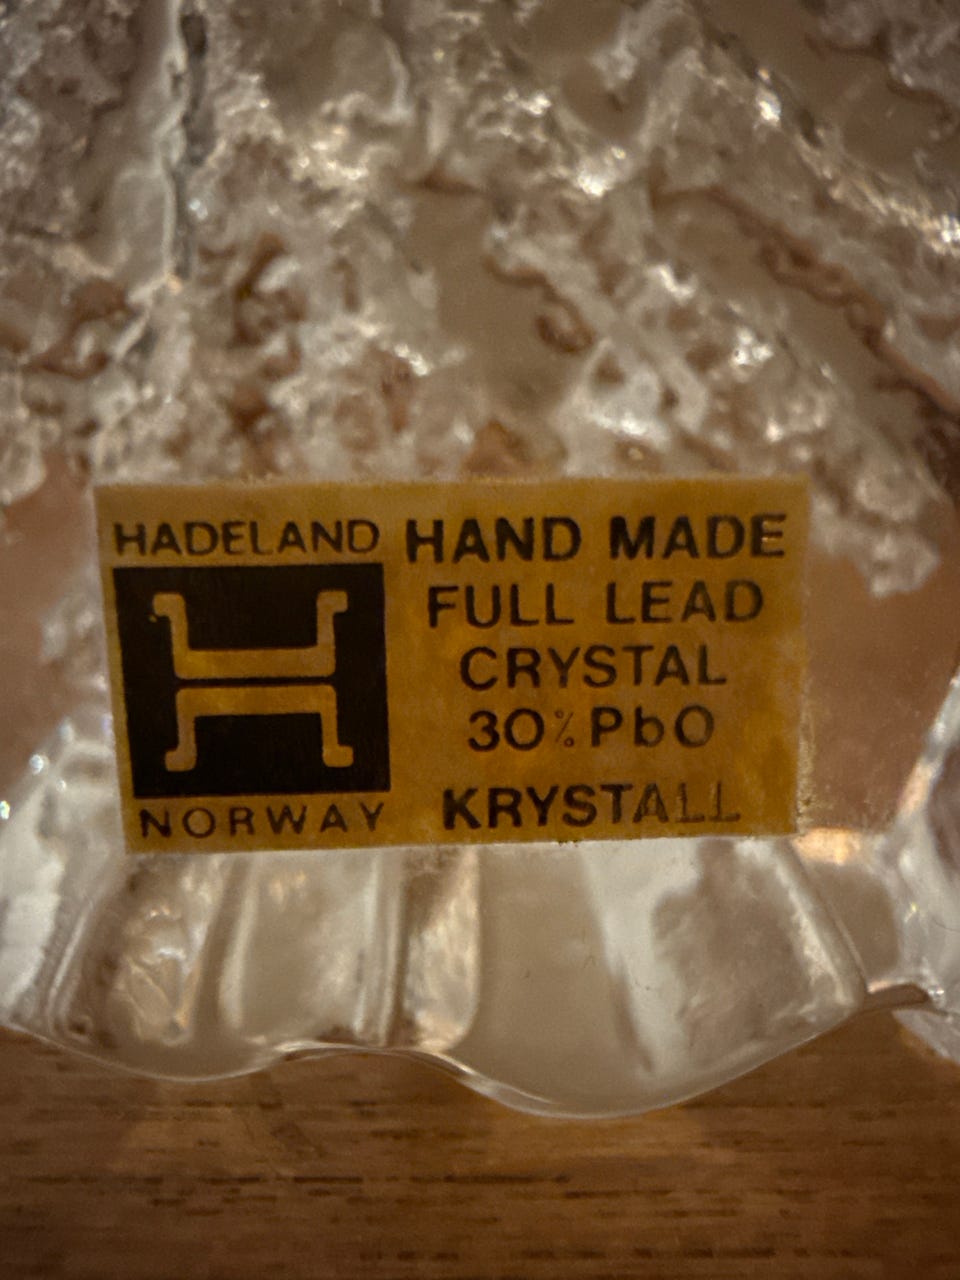 HADELAND
NORWAY
HAND MADE
FULL LEAD
CRYSTAL
30% PbO
KRYSTALL